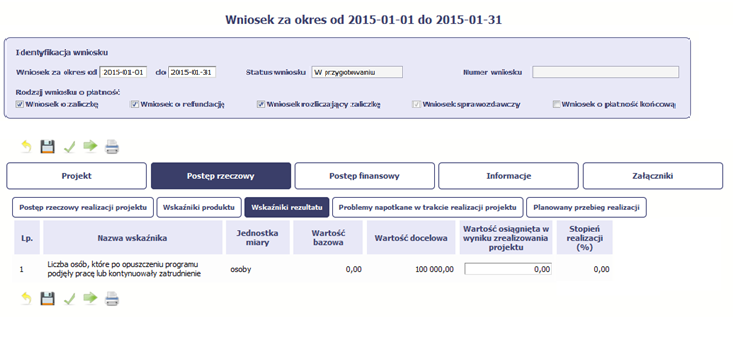 Wniosek za okres od 2015-01-01 do 2015-01-31
Identyfikacja wniosku
Wniosek za okres od 2015-01-01 do 2015-01-31 Status wniosku W przygotowaniu Numer wniosku
Rodzaj wniosku o płatność
Wniosek o zaliczkę Wniosek o refundację Wniosek rozliczający zaliczkę Wniosek sprawozdawczy Wniosek o płatność końcową
Projekt Postęp rzeczowy Postęp finansowy Informacje Załączniki
Postęp rzeczowy realizacji projektu Wskaźniki produktu Wskaźniki rezultatu Problemy napotkane w trakcie realizacji projektu Planowany przebieg realizacji
Lp. Nazwa wskaźnika Jednostka miary Wartość bazowa Wartość docelowa Wartość osiągnięta w wyniku zrealizowania projektu Stopień realizacji (%)
1 Liczba osób, które po opuszczeniu programu podjęły pracę lub kontynuowały zatrudnienie osoby 0,00 100 000,00 0,00 0,00